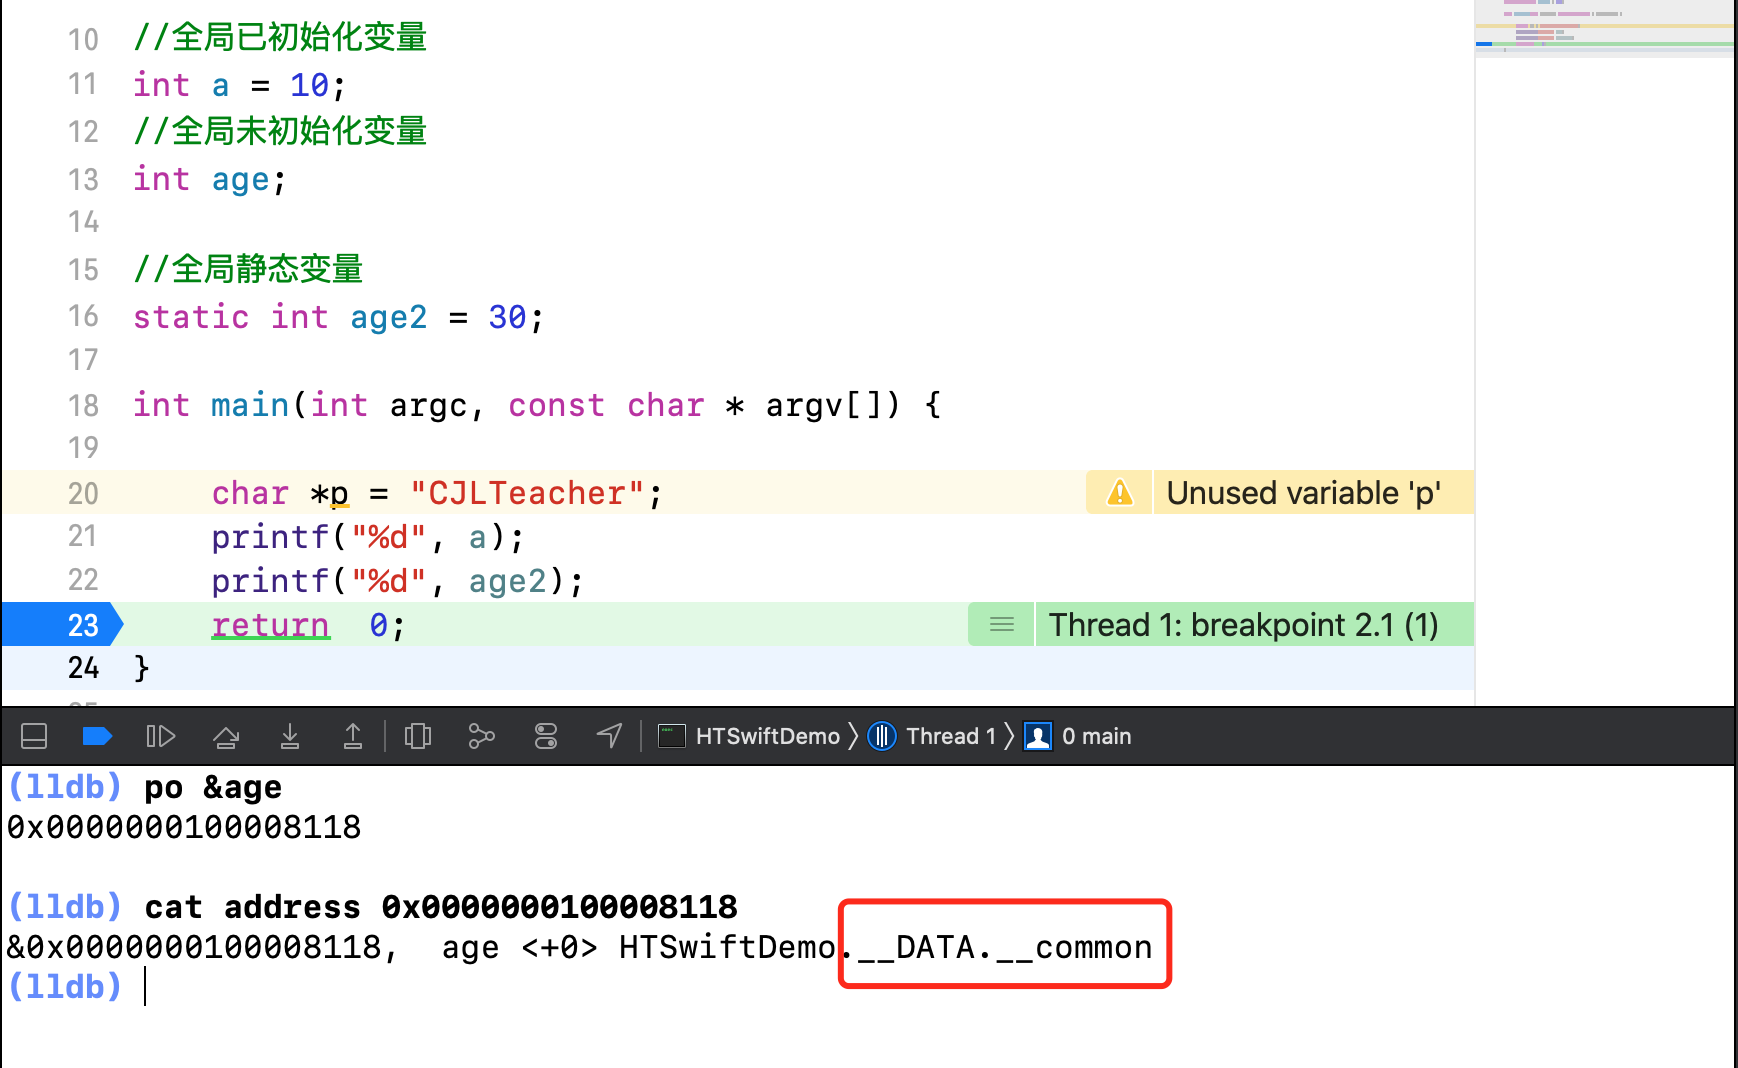 10 //全局已初始化变量
11 int a = 10;
12 //全局未初始化变量
13 int age;
14
15 //全局静态变量
16 static int age2 = 30;
17
18 int main(int argc, const char * argv[]) {
19
20 char *p = "CJLTeacher"; Unused variable 'p'
21 printf("%d", a);
22 printf("%d", age2);
23 return 0; Thread 1: breakpoint 2.1 (1)
24 }
HTSwiftDemo Thread 1 0 main
(lldb) po &age
0x0000000100008118
(lldb) cat address 0x0000000100008118
&0x0000000100008118, age <+0> HTSwiftDemo.__DATA.__common
(lldb)